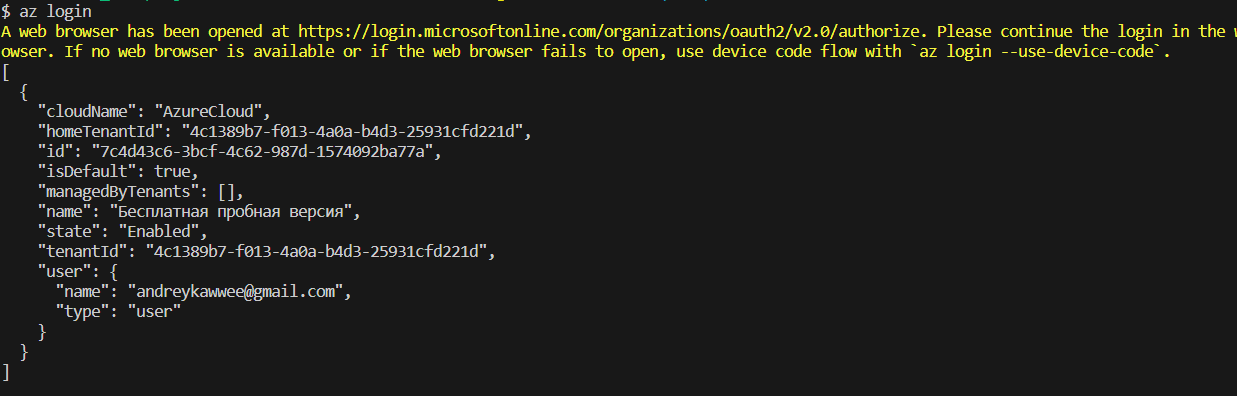 $ az login
A web browser has been opened at https://login.microsoftonline.com/organizations/oauth2/v2.0/authorize. Please continue the login in the
owser. If no web browser is available or if the web browser fails to open, use device code flow with `az login --use-device-code`.
[
  {
    "cloudName": "AzureCloud",
    "homeTenantId": "4c1389b7-f013-4a0a-b4d3-25931cfd221d",
    "id": "7c4d43c6-3bcf-4c62-987d-1574092ba77a",
    "isDefault": true,
    "managedByTenants": [],
    "name": "Бесплатная пробная версия",
    "state": "Enabled",
    "tenantId": "4c1389b7-f013-4a0a-b4d3-25931cfd221d",
    "user": {
      "name": "andreykawwee@gmail.com",
      "type": "user"
    }
  }
]